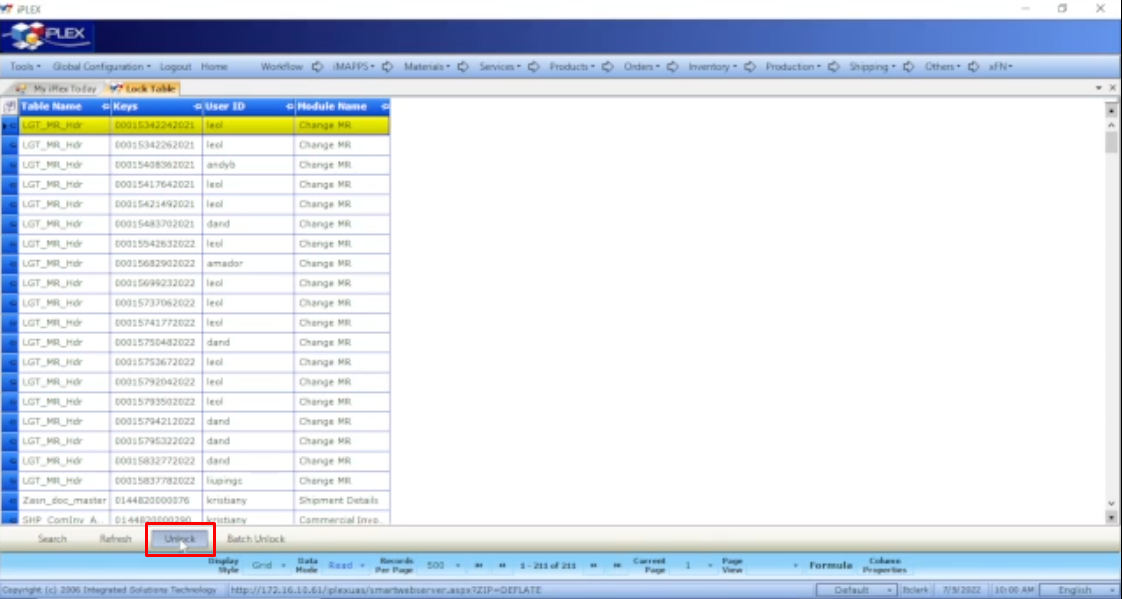 iPLEX
PLEX
Tools Global Configuration Logout Home Workflow iMAPPS Materials Services Products Orders Inventory Production Shipping Others xFN
My iPlex Today Lock Table
Table Name Keys User ID Module Name
LGT_MR_Hdr 00015342242021 leol Change MR
LGT_MR_Hdr 00015342262021 leol Change MR
LGT_MR_Hdr 00015408362021 andyb Change MR
LGT_MR_Hdr 00015417642021 leol Change MR
LGT_MR_Hdr 00015421492021 leol Change MR
LGT_MR_Hdr 00015483702021 dand Change MR
LGT_MR_Hdr 00015542632022 leol Change MR
LGT_MR_Hdr 00015682902022 amador Change MR
LGT_MR_Hdr 00015699232022 leol Change MR
LGT_MR_Hdr 00015737062022 leol Change MR
LGT_MR_Hdr 00015741772022 leol Change MR
LGT_MR_Hdr 00015750482022 dand Change MR
LGT_MR_Hdr 00015753672022 leol Change MR
LGT_MR_Hdr 00015792042022 leol Change MR
LGT_MR_Hdr 00015793502022 leol Change MR
LGT_MR_Hdr 00015794212022 dand Change MR
LGT_MR_Hdr 00015795322022 dand Change MR
LGT_MR_Hdr 00015832772022 dand Change MR
LGT_MR_Hdr 00015837782022 liupingc Change MR
Zasn_doc_master 0144820000076 kristiany Shipment Details
SHP_ComInv_A... 0144820000290 kristiany Commercial Invo...
Search Refresh Unlock Batch Unlock
Display Style Grid Data Mode Read Records Per Page 500 1 - 211 of 211 Current Page 1 Page View Formula Column Properties
Copyright (c) 2006 Integrated Solutions Technology http://172.16.10.61/iplexuas/smartwebserver.aspx?ZIP=DEFLATE Default 7/5/2022 10:00 AM English